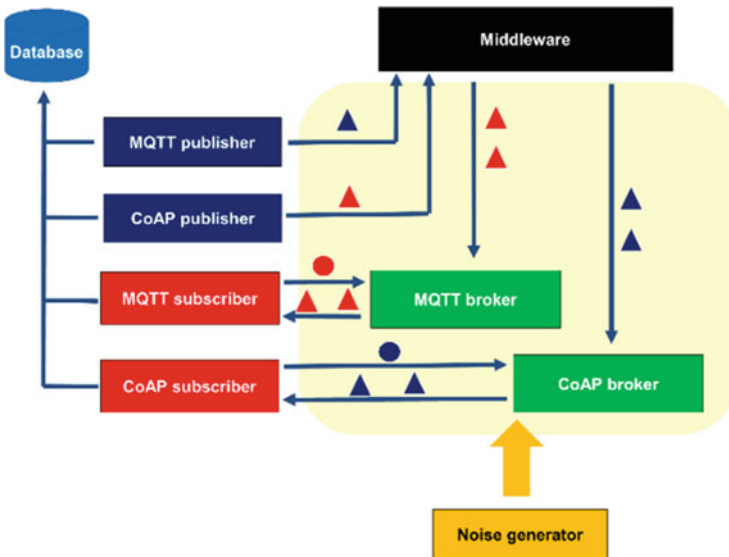 Database
Middleware
MQTT publisher
CoAP publisher
MQTT subscriber
MQTT broker
CoAP subscriber
CoAP broker
Noise generator